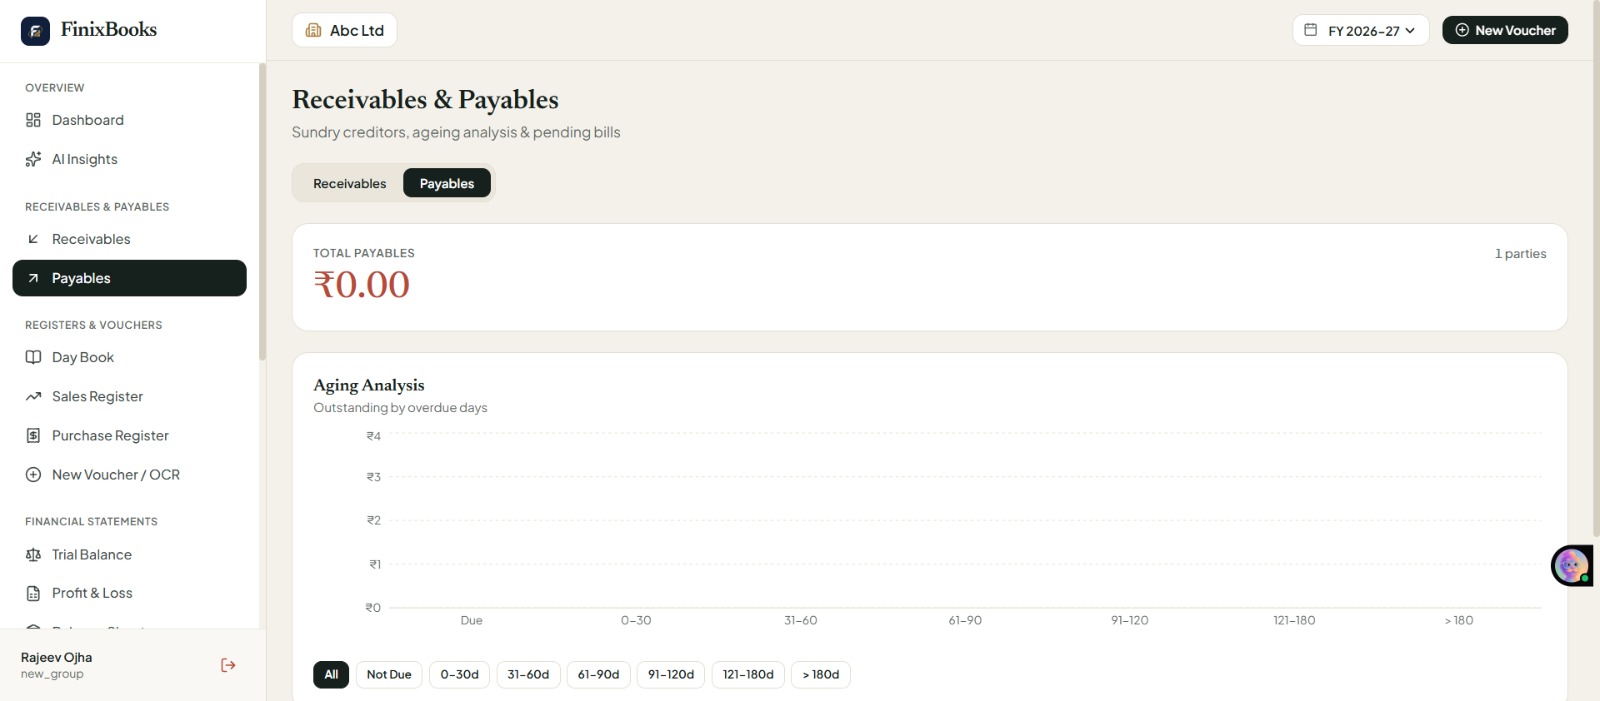 FinixBooks
OVERVIEW
Dashboard
AI Insights
RECEIVABLES & PAYABLES
Receivables
Payables
REGISTERS & VOUCHERS
Day Book
Sales Register
Purchase Register
New Voucher / OCR
FINANCIAL STATEMENTS
Trial Balance
Profit & Loss
Rajeev Ojha
new_group
Abc Ltd
FY 2026-27
New Voucher
Receivables & Payables
Sundry creditors, ageing analysis & pending bills
Receivables
Payables
TOTAL PAYABLES
1 parties
₹0.00
Aging Analysis
Outstanding by overdue days
₹4
₹3
₹2
₹1
₹0
Due 0-30 31-60 61-90 91-120 121-180 >180
All Not Due 0-30d 31-60d 61-90d 91-120d 121-180d > 180d